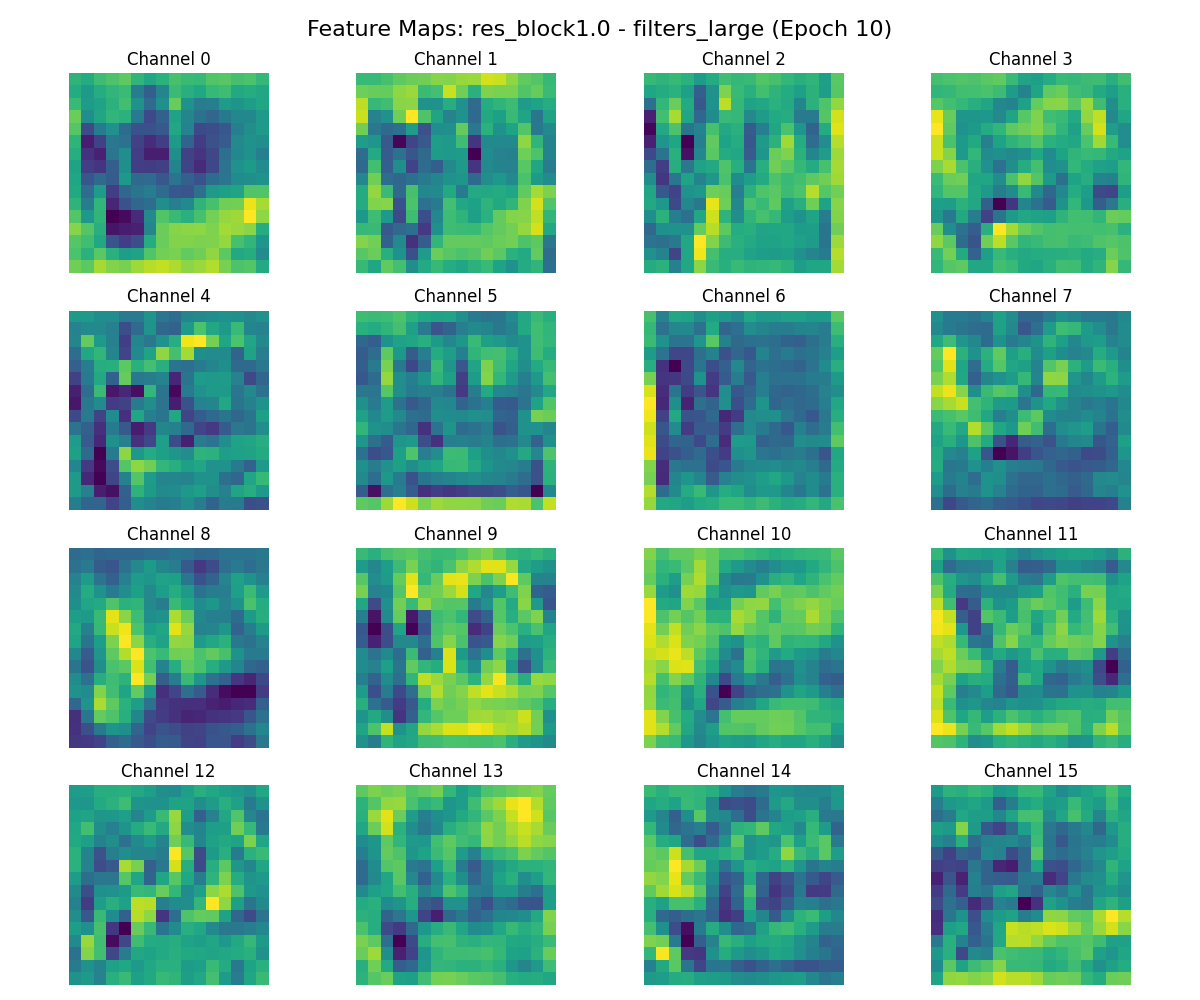 Feature Maps: res_block1.0 - filters_large (Epoch 10)
Channel 0
Channel 1
Channel 2
Channel 3
Channel 4
Channel 5
Channel 6
Channel 7
Channel 8
Channel 9
Channel 10
Channel 11
Channel 12
Channel 13
Channel 14
Channel 15